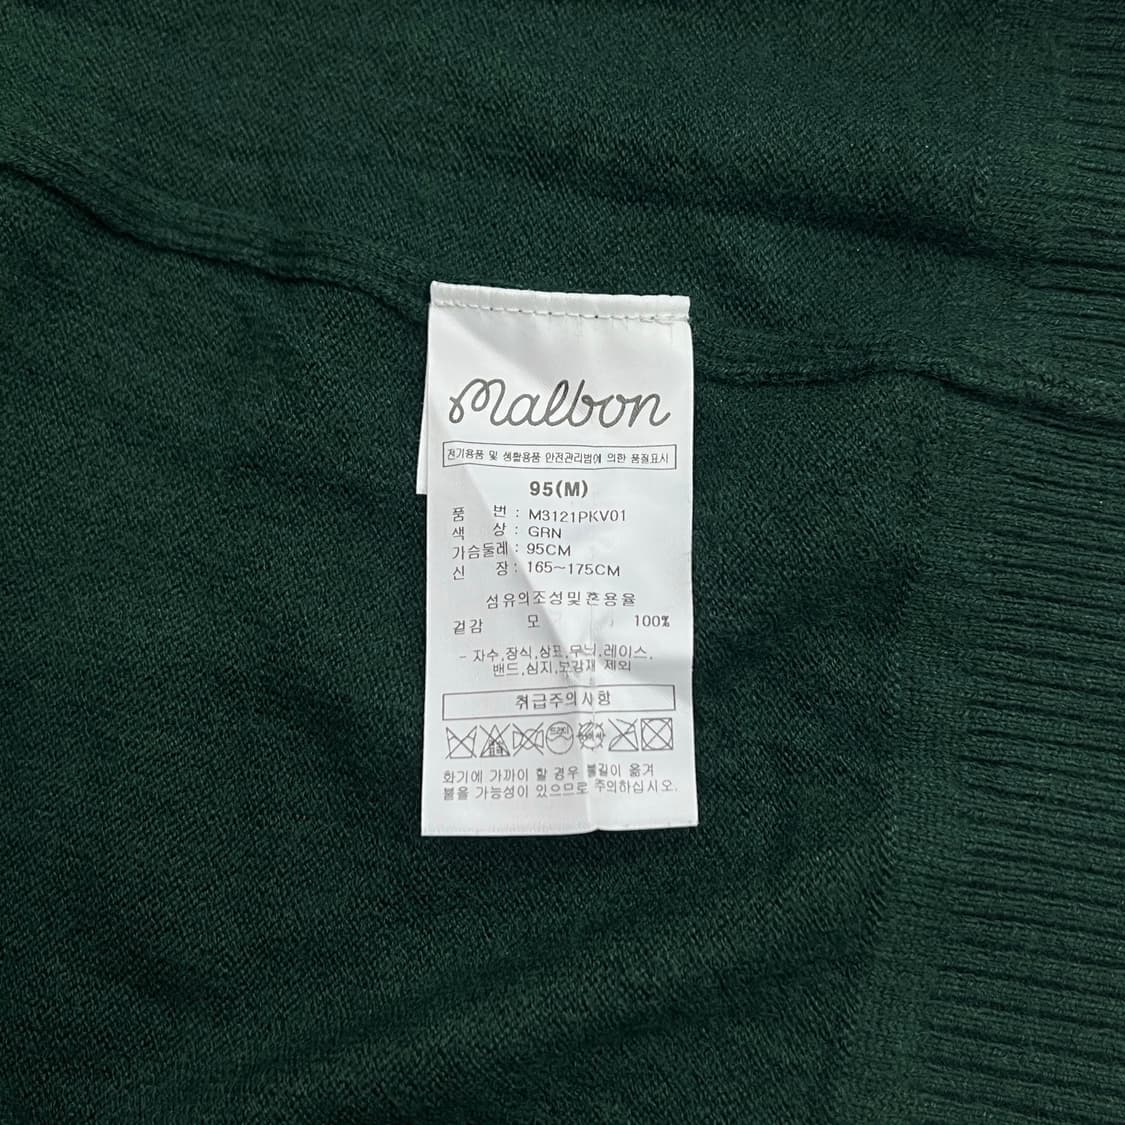 malbon
전기용품 및 생활용품 안전관리법에 의한 품질표시
95(M)
품 번 : M3121PKV01
색 상 : GRN
가슴둘레 : 95CM
신 장 : 165~175CM
섬유의조성및혼용율
겉감 모 100%
- 자수,장식,상표,무늬,레이스,
밴드,심지,보강재 제외
취급주의사항
드라이
화기에 가까이 할 경우 불길이 옮겨
붙을 가능성이 있으므로 주의하십시오.